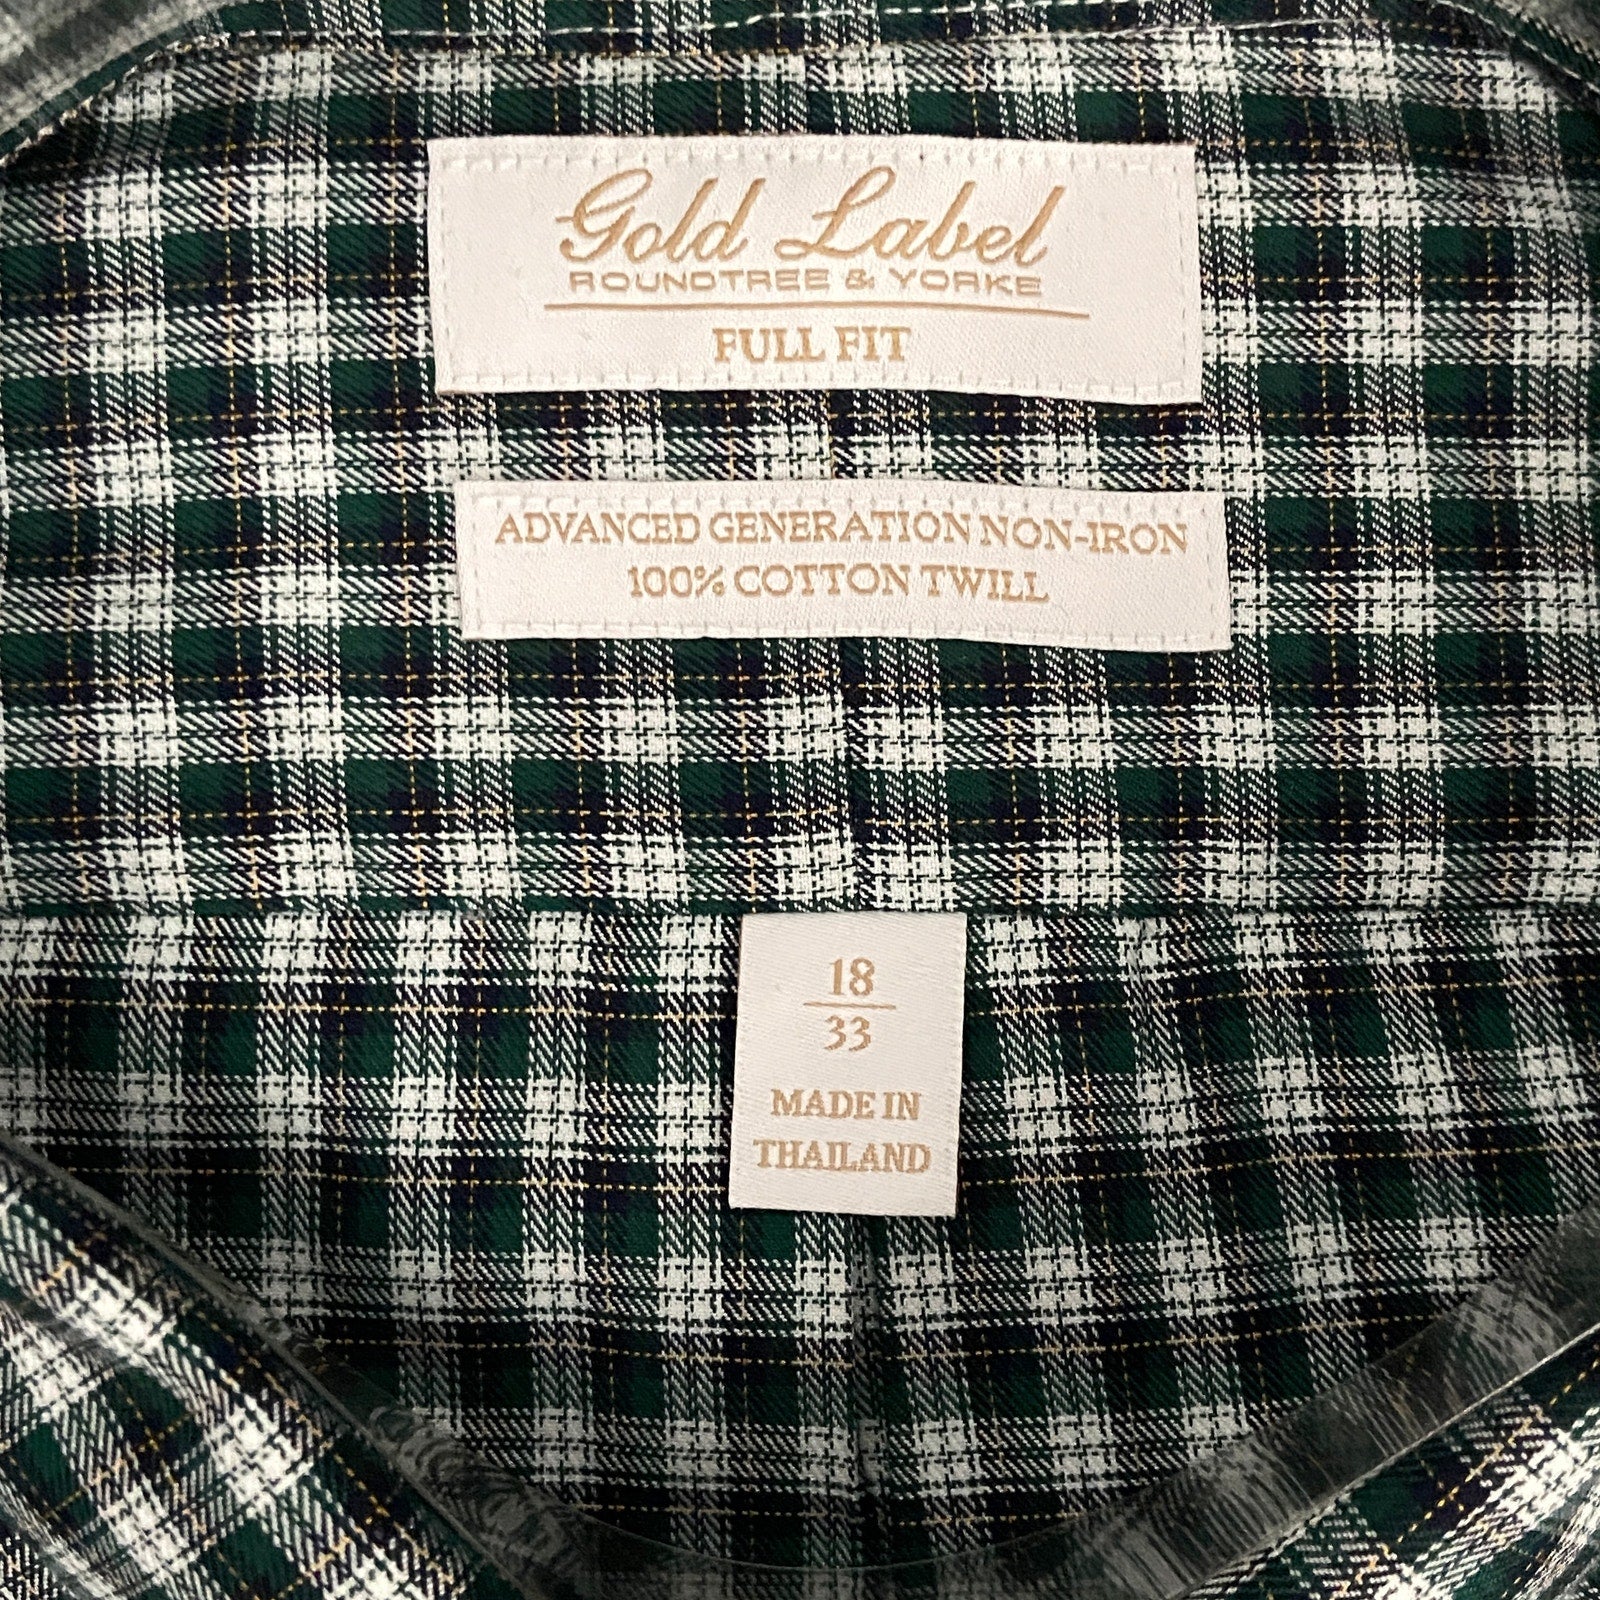 Gold Label
ROUNDTREE & YORKE
FULL FIT
ADVANCED GENERATION NON-IRON
100% COTTON TWILL
18
33
MADE IN
THAILAND